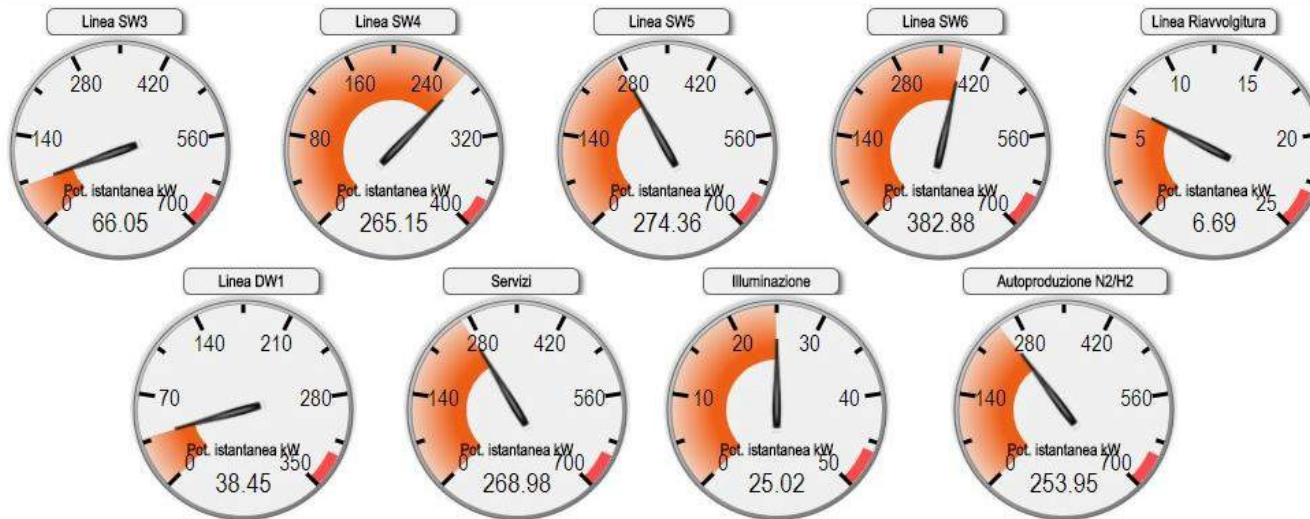 Linea SW3
0 140 280 420 560 700
Pot. istantanea kW
66.05
Linea SW4
0 80 160 240 320 400
Pot. istantanea kW
265.15
Linea SW5
0 140 280 420 560 700
Pot. istantanea kW
274.36
Linea SW6
0 140 280 420 560 700
Pot. istantanea kW
382.88
Linea Riavvolgitura
0 5 10 15 20 25
Pot. istantanea kW
6.69
Linea DW1
0 70 140 210 280 350
Pot. istantanea kW
38.45
Servizi
0 140 280 420 560 700
Pot. istantanea kW
268.98
Illuminazione
0 10 20 30 40 50
Pot. istantanea kW
25.02
Autoproduzione N2/H2
0 140 280 420 560 700
Pot. istantanea kW
253.95